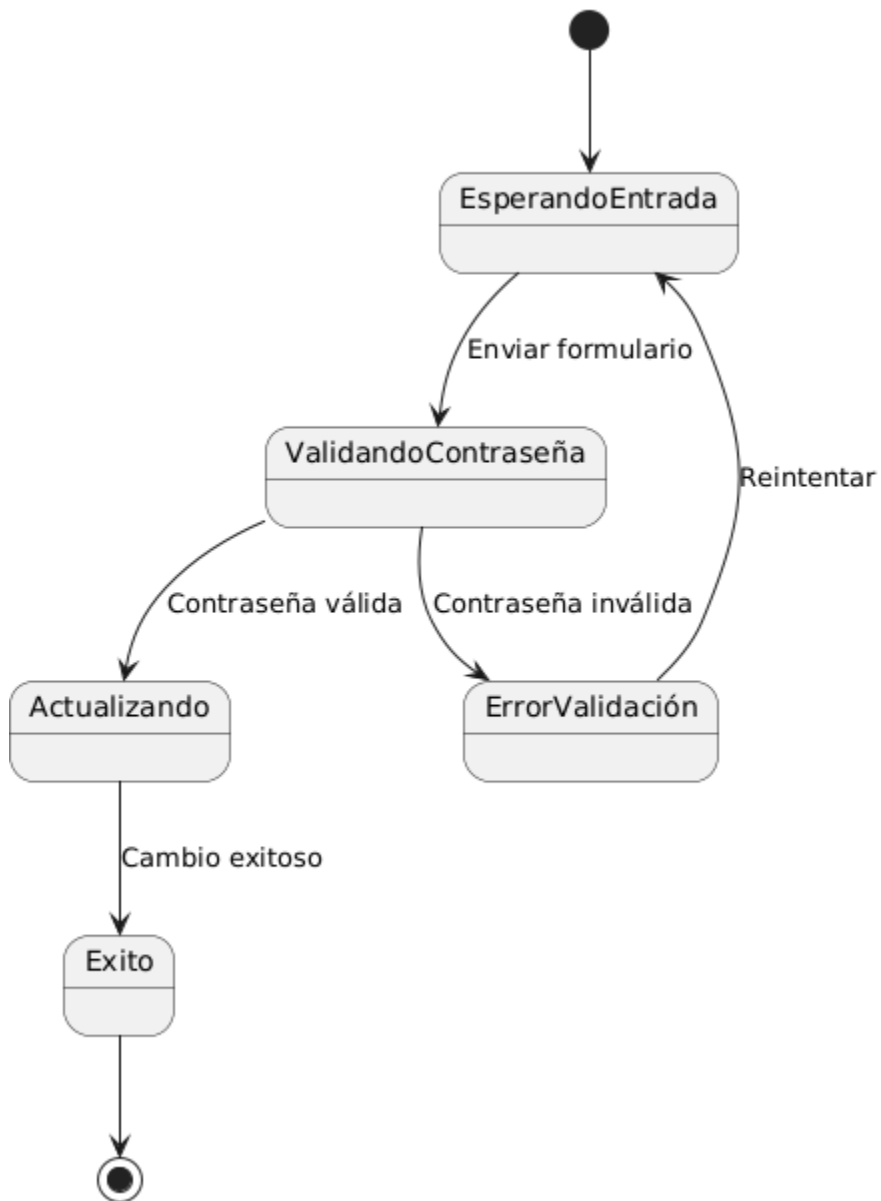 EsperandoEntrada
Enviar formulario
ValidandoContraseña
Reintentar
Contraseña válida
Contraseña inválida
Actualizando
ErrorValidación
Cambio exitoso
Exito